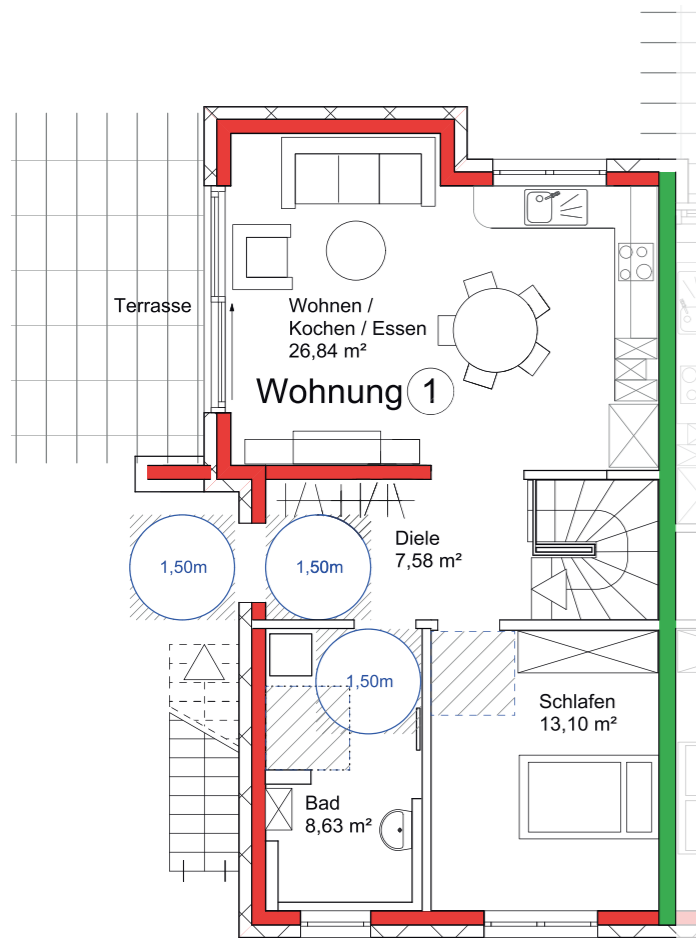 Terrasse
Wohnen /
Kochen / Essen
26,84 m²
Wohnung 1
Diele
7,58 m²
1,50m
1,50m
1,50m
Schlafen
13,10 m²
Bad
8,63 m²